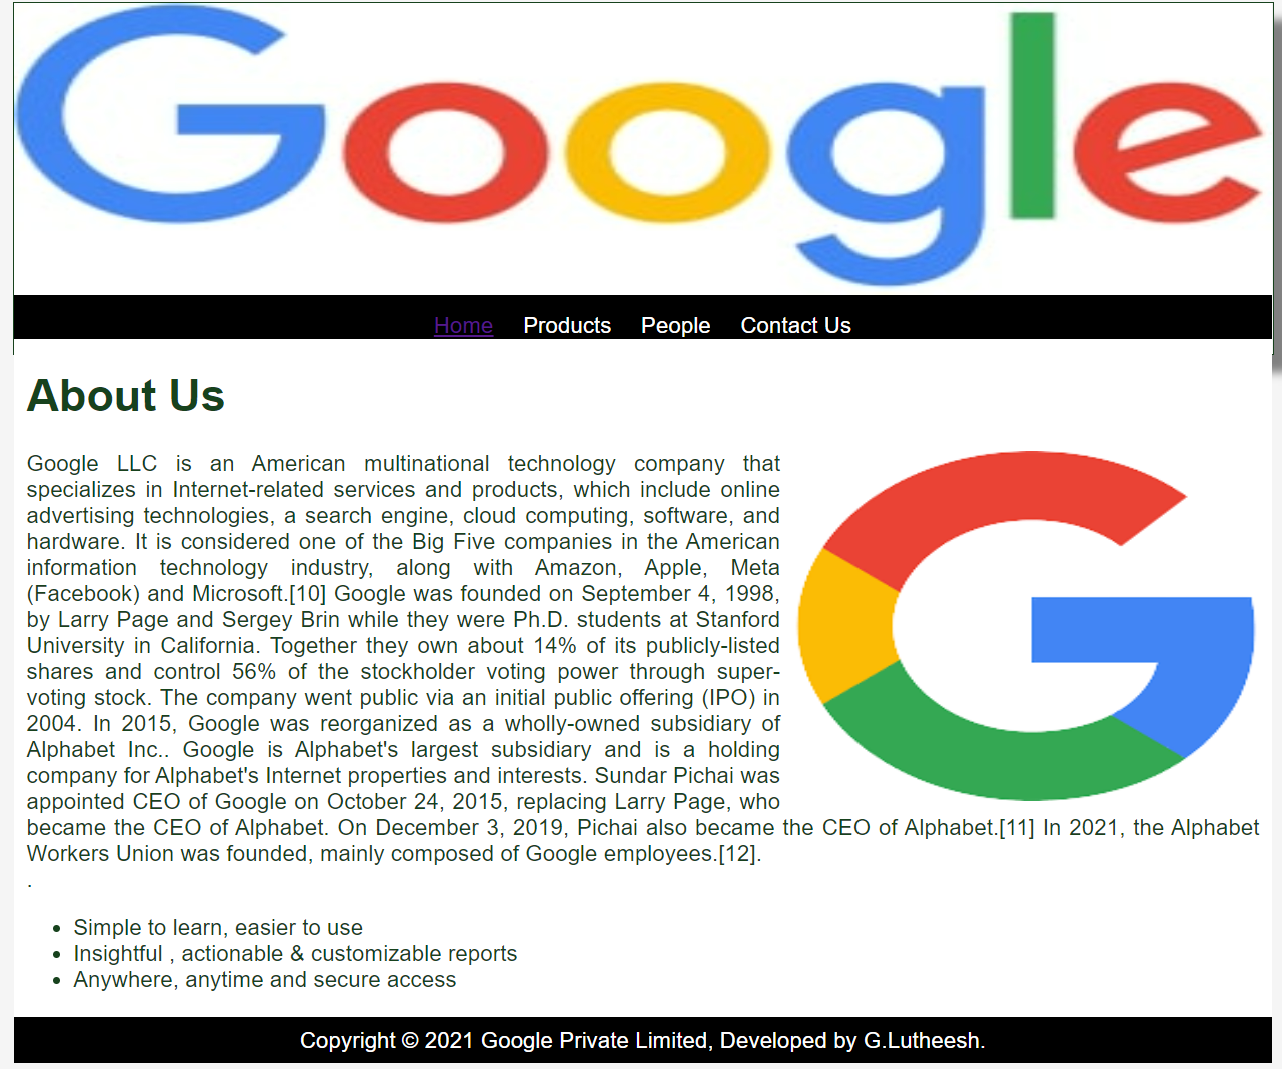 Google
Home Products People Contact Us
About Us
Google LLC is an American multinational technology company that
specializes in Internet-related services and products, which include online
advertising technologies, a search engine, cloud computing, software, and
hardware. It is considered one of the Big Five companies in the American
information technology industry, along with Amazon, Apple, Meta
(Facebook) and Microsoft.[10] Google was founded on September 4, 1998,
by Larry Page and Sergey Brin while they were Ph.D. students at Stanford
University in California. Together they own about 14% of its publicly-listed
shares and control 56% of the stockholder voting power through super-
voting stock. The company went public via an initial public offering (IPO) in
2004. In 2015, Google was reorganized as a wholly-owned subsidiary of
Alphabet Inc.. Google is Alphabet's largest subsidiary and is a holding
company for Alphabet's Internet properties and interests. Sundar Pichai was
appointed CEO of Google on October 24, 2015, replacing Larry Page, who
became the CEO of Alphabet. On December 3, 2019, Pichai also became the CEO of Alphabet.[11] In 2021, the Alphabet
Workers Union was founded, mainly composed of Google employees.[12].
.
• Simple to learn, easier to use
• Insightful , actionable & customizable reports
• Anywhere, anytime and secure access
G
Copyright © 2021 Google Private Limited, Developed by G.Lutheesh.